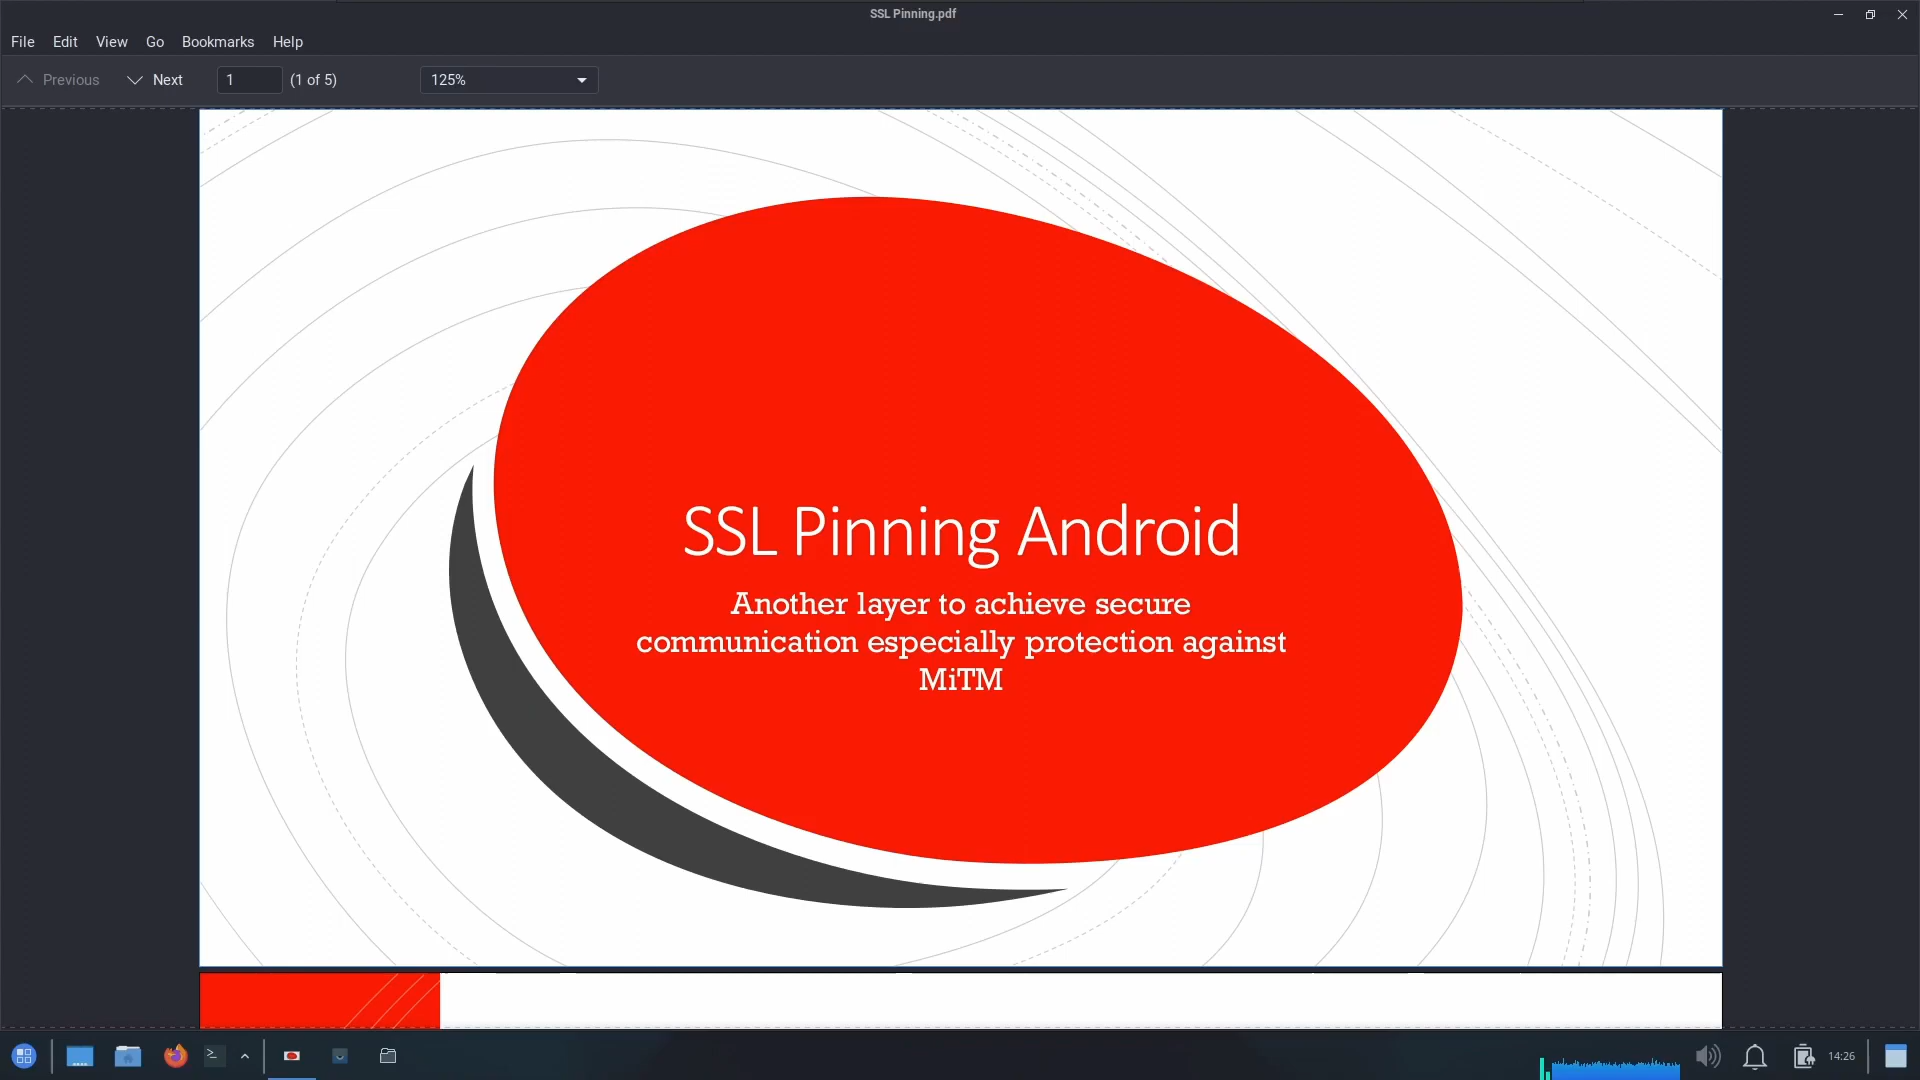 SSL Pinning.pdf
File Edit View Go Bookmarks Help
Previous Next 1 (1 of 5) 125%
SSL Pinning Android
Another layer to achieve secure
communication especially protection against
MiTM
14:26